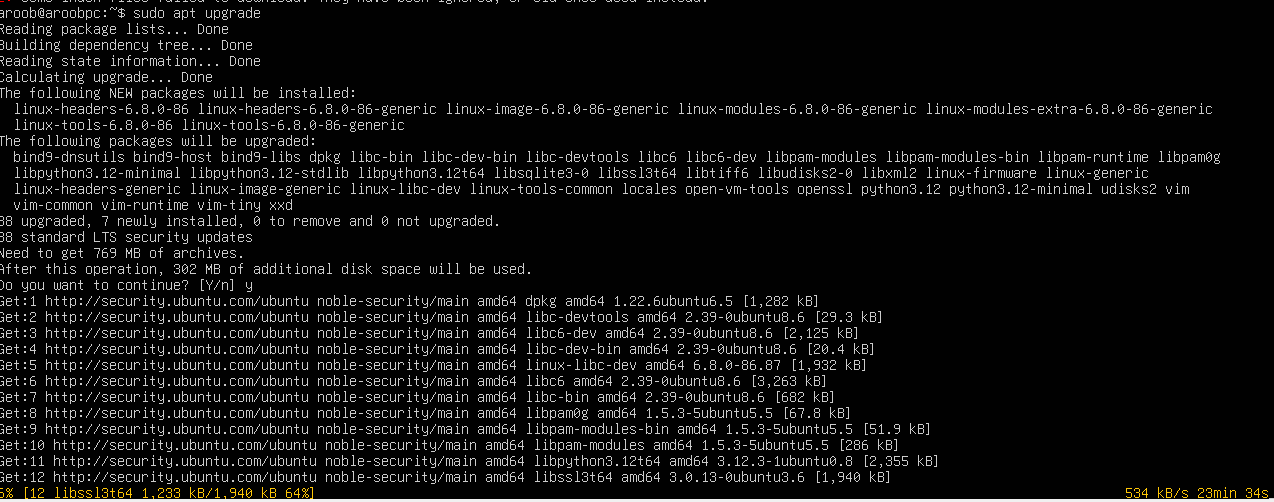 some index files failed to download. They have been ignored, or old ones used instead.
aroob@aroobpc:~$ sudo apt upgrade
Reading package lists... Done
Building dependency tree... Done
Reading state information... Done
Calculating upgrade... Done
The following NEW packages will be installed:
  linux-headers-6.8.0-86 linux-headers-6.8.0-86-generic linux-image-6.8.0-86-generic linux-modules-6.8.0-86-generic linux-modules-extra-6.8.0-86-generic
  linux-tools-6.8.0-86 linux-tools-6.8.0-86-generic
The following packages will be upgraded:
  bind9-dnsutils bind9-host bind9-libs dpkg libc-bin libc-dev-bin libc-devtools libc6 libc6-dev libpam-modules libpam-modules-bin libpam-runtime libpam0g
  libpython3.12-minimal libpython3.12-stdlib libpython3.12t64 libsqlite3-0 libssl3t64 libtiff6 libudisks2-0 libxml2 linux-firmware linux-generic
  linux-headers-generic linux-image-generic linux-libc-dev linux-tools-common locales open-vm-tools openssl python3.12 python3.12-minimal udisks2 vim
  vim-common vim-runtime vim-tiny xxd
38 upgraded, 7 newly installed, 0 to remove and 0 not upgraded.
38 standard LTS security updates
Need to get 769 MB of archives.
After this operation, 302 MB of additional disk space will be used.
Do you want to continue? [Y/n] y
Get:1 http://security.ubuntu.com/ubuntu noble-security/main amd64 dpkg amd64 1.22.6ubuntu6.5 [1,282 kB]
Get:2 http://security.ubuntu.com/ubuntu noble-security/main amd64 libc-devtools amd64 2.39-0ubuntu8.6 [29.3 kB]
Get:3 http://security.ubuntu.com/ubuntu noble-security/main amd64 libc6-dev amd64 2.39-0ubuntu8.6 [2,125 kB]
Get:4 http://security.ubuntu.com/ubuntu noble-security/main amd64 libc-dev-bin amd64 2.39-0ubuntu8.6 [20.4 kB]
Get:5 http://security.ubuntu.com/ubuntu noble-security/main amd64 linux-libc-dev amd64 6.8.0-86.87 [1,932 kB]
Get:6 http://security.ubuntu.com/ubuntu noble-security/main amd64 libc6 amd64 2.39-0ubuntu8.6 [3,263 kB]
Get:7 http://security.ubuntu.com/ubuntu noble-security/main amd64 libc-bin amd64 2.39-0ubuntu8.6 [682 kB]
Get:8 http://security.ubuntu.com/ubuntu noble-security/main amd64 libpam0g amd64 1.5.3-5ubuntu5.5 [67.8 kB]
Get:9 http://security.ubuntu.com/ubuntu noble-security/main amd64 libpam-modules-bin amd64 1.5.3-5ubuntu5.5 [51.9 kB]
Get:10 http://security.ubuntu.com/ubuntu noble-security/main amd64 libpam-modules amd64 1.5.3-5ubuntu5.5 [286 kB]
Get:11 http://security.ubuntu.com/ubuntu noble-security/main amd64 libpython3.12t64 amd64 3.12.3-1ubuntu0.8 [2,355 kB]
Get:12 http://security.ubuntu.com/ubuntu noble-security/main amd64 libssl3t64 amd64 3.0.13-0ubuntu3.6 [1,940 kB]
6% [12 libssl3t64 1,233 kB/1,940 kB 64%] 534 kB/s 23min 34s